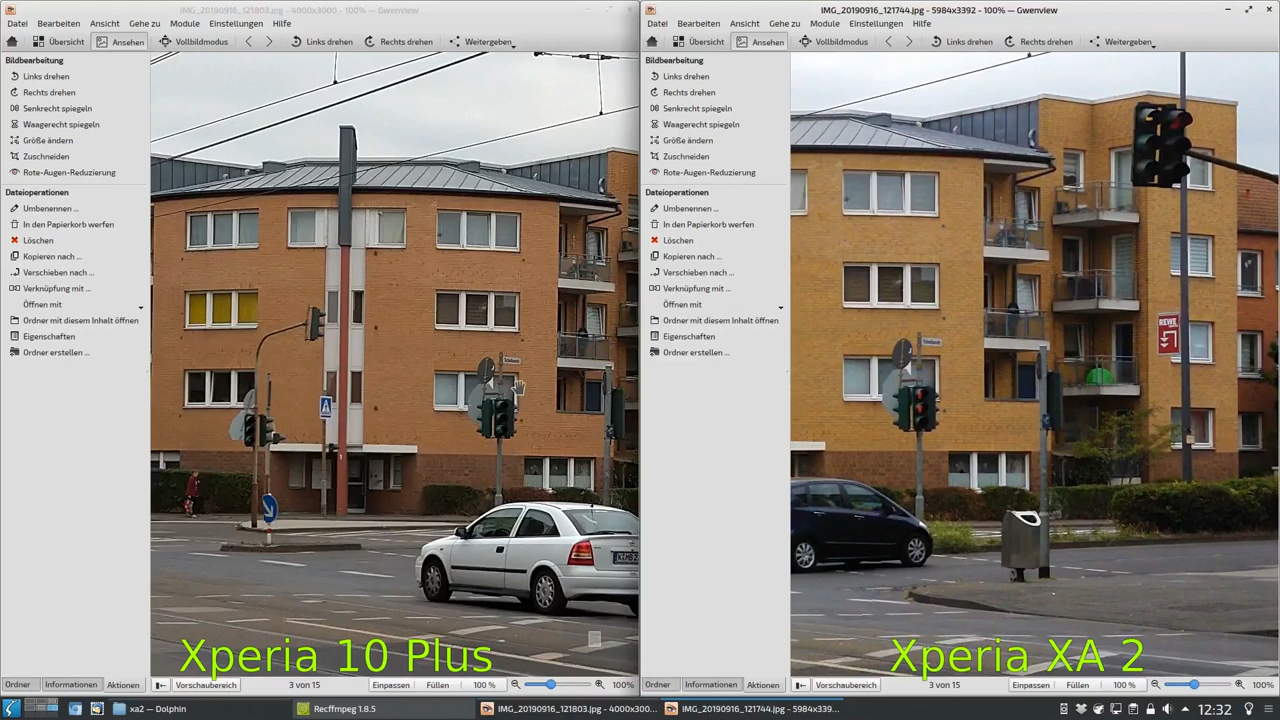 IMG_20190916_121803.jpg - 4000x3000 - 100% — Gwenview
Datei Bearbeiten Ansicht Gehe zu Module Einstellungen Hilfe
Übersicht Ansehen Vollbildmodus Links drehen Rechts drehen Weitergeben
Bildbearbeitung
Links drehen
Rechts drehen
Senkrecht spiegeln
Waagerecht spiegeln
Größe ändern
Zuschneiden
Rote-Augen-Reduzierung
Dateioperationen
Umbenennen ...
In den Papierkorb werfen
Löschen
Kopieren nach ...
Verschieben nach ...
Verknüpfung mit ...
Öffnen mit
Ordner mit diesem Inhalt öffnen
Eigenschaften
Ordner erstellen ...
Xperia 10 Plus
Ordner Informationen Aktionen Vorschaubereich 3 von 15 Einpassen Füllen 100 % 100%
IMG_20190916_121744.jpg - 5984x3392 - 100% — Gwenview
Datei Bearbeiten Ansicht Gehe zu Module Einstellungen Hilfe
Übersicht Ansehen Vollbildmodus Links drehen Rechts drehen Weitergeben
Bildbearbeitung
Links drehen
Rechts drehen
Senkrecht spiegeln
Waagerecht spiegeln
Größe ändern
Zuschneiden
Rote-Augen-Reduzierung
Dateioperationen
Umbenennen ...
In den Papierkorb werfen
Löschen
Kopieren nach ...
Verschieben nach ...
Verknüpfung mit ...
Öffnen mit
Ordner mit diesem Inhalt öffnen
Eigenschaften
Ordner erstellen ...
REWE
Xperia XA 2
Ordner Informationen Aktionen Vorschaubereich 3 von 15 Einpassen Füllen 100 % 100%
xa2 — Dolphin Recffmpeg 1.8.5 IMG_20190916_121803.jpg - 4000x300... IMG_20190916_121744.jpg - 5984x339... 12:32